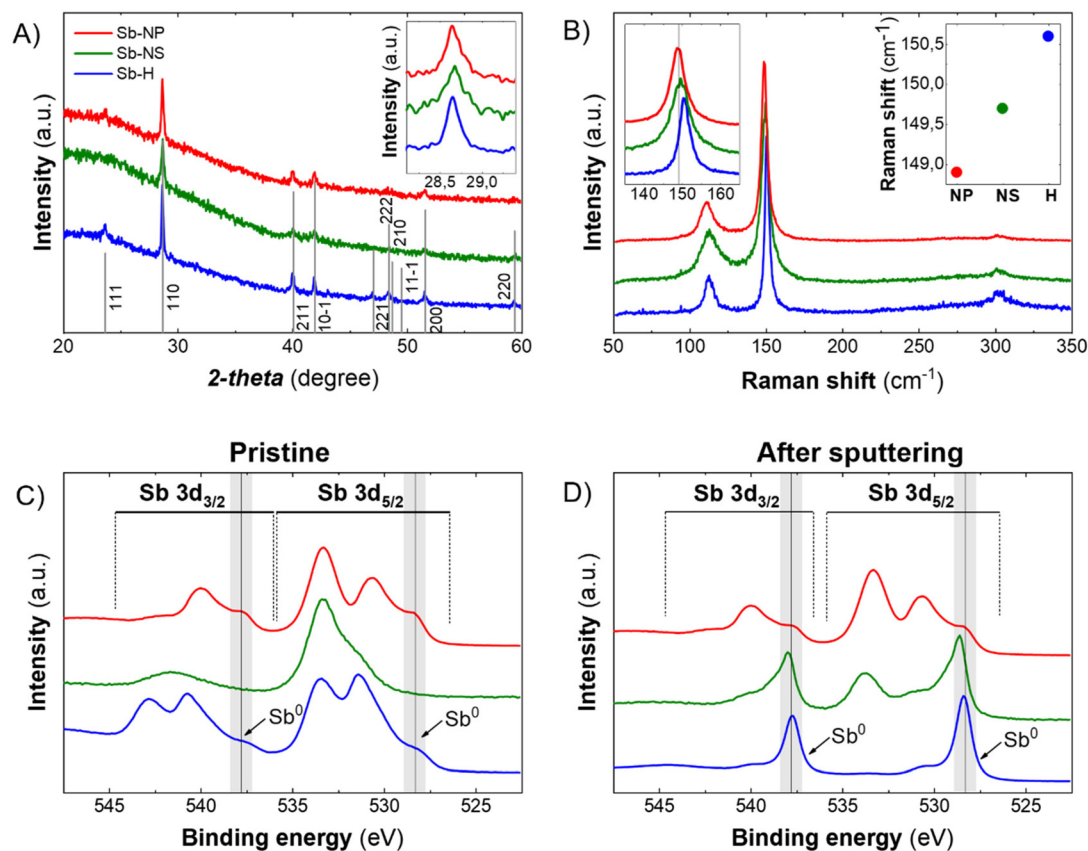 A)
Sb-NP
Sb-NS
Sb-H
Intensity (a.u.)
28,5 29,0
Intensity (a.u.)
111
110
211
10-1
221
222
210
11-1
200
220
20 30 40 50 60
2-theta (degree)
B)
140 150 160
Raman shift (cm-1)
150,5
150,0
149,5
149,0
NP NS H
Intensity (a.u.)
50 100 150 200 250 300 350
Raman shift (cm-1)
Pristine
C)
Sb 3d3/2 Sb 3d5/2
Sb0 Sb0
Intensity (a.u.)
545 540 535 530 525
Binding energy (eV)
After sputtering
D)
Sb 3d3/2 Sb 3d5/2
Sb0 Sb0
Intensity (a.u.)
545 540 535 530 525
Binding energy (eV)